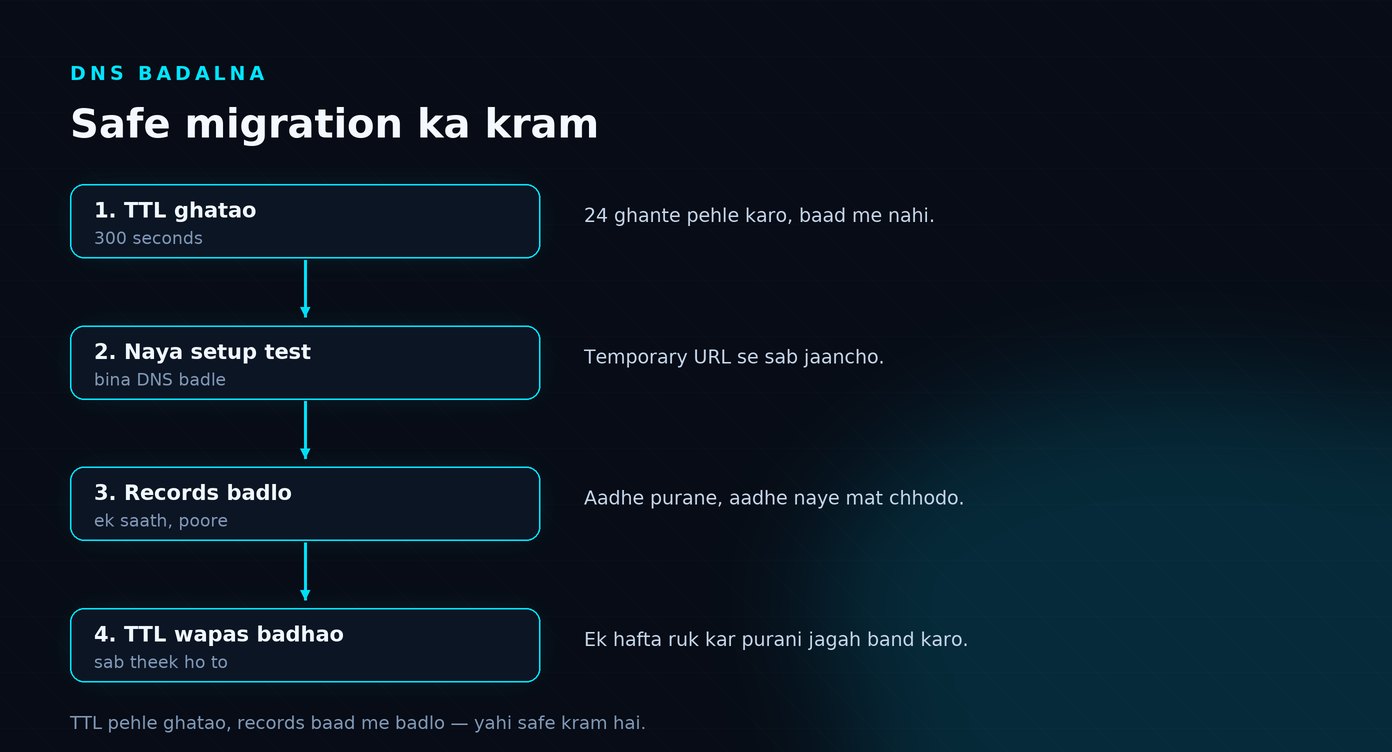 DNS BADALNA
Safe migration ka kram
1. TTL ghatao
300 seconds
24 ghante pehle karo, baad me nahi.
2. Naya setup test
bina DNS badle
Temporary URL se sab jaancho.
3. Records badlo
ek saath, poore
Aadhe purane, aadhe naye mat chhodo.
4. TTL wapas badhao
sab theek ho to
Ek hafta ruk kar purani jagah band karo.
TTL pehle ghatao, records baad me badlo — yahi safe kram hai.